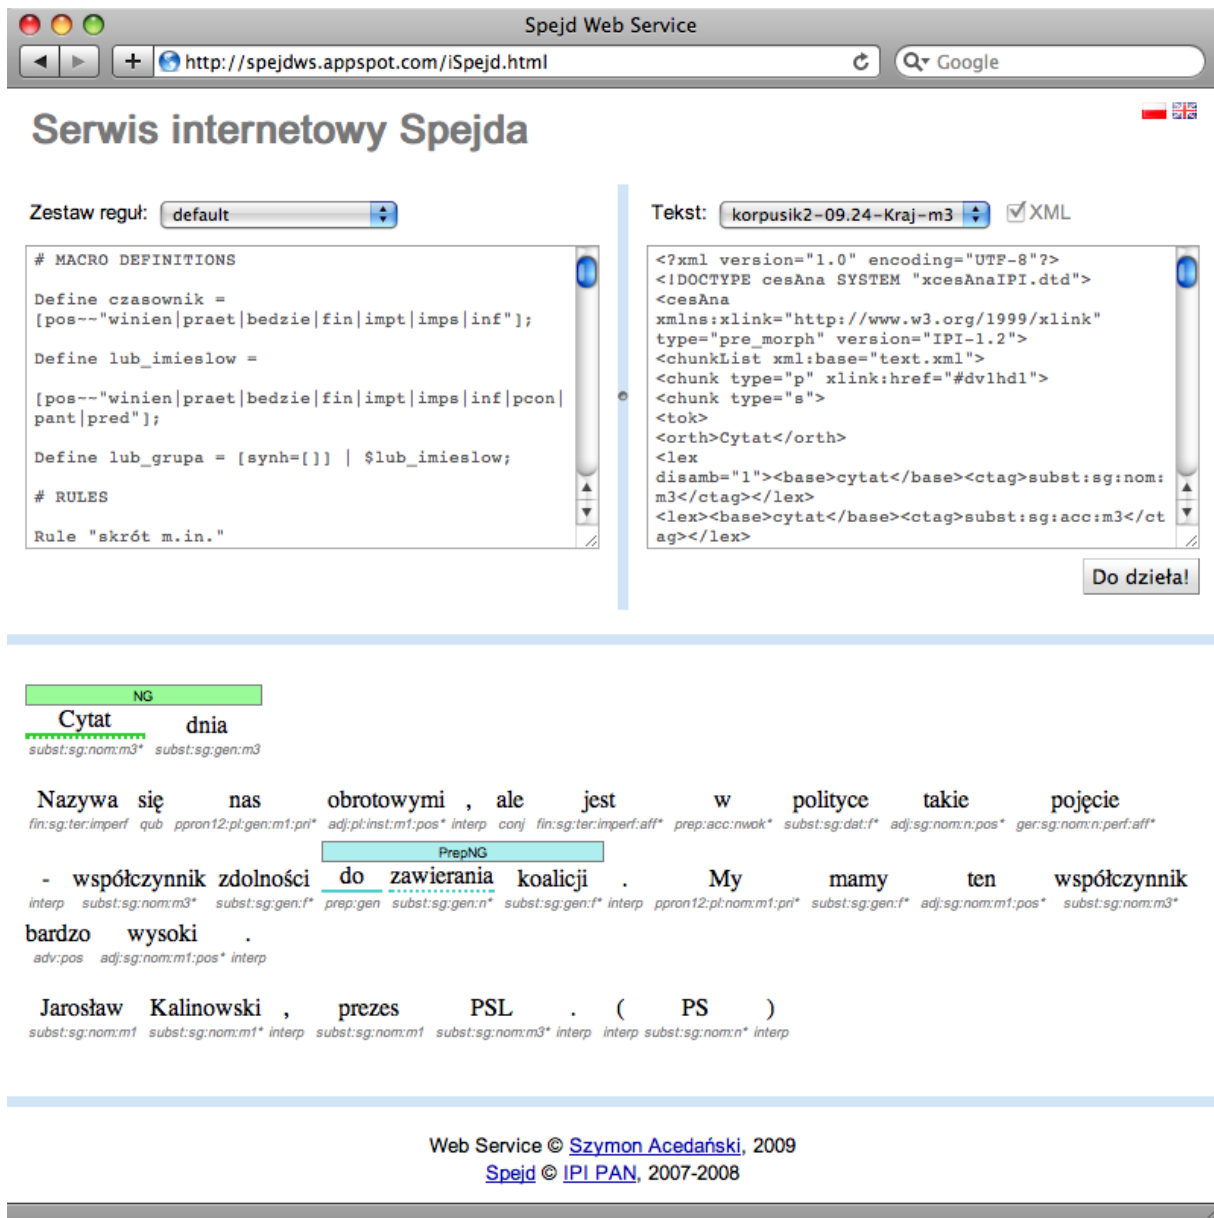 Spejd Web Service
http://spejdws.appspot.com/iSpejd.html
Google
Serwis internetowy Spejda
Zestaw reguł: default
Tekst: korpusik2-09.24-Kraj-m3 XML
# MACRO DEFINITIONS
Define czasownik =
[pos~~"winien|praet|bedzie|fin|impt|imps|inf"];
Define lub_imieslow =
[pos~~"winien|praet|bedzie|fin|impt|imps|inf|pcon|
pant|pred"];
Define lub_grupa = [synh=[]] | $lub_imieslow;
# RULES
Rule "skrót m.in."
<?xml version="1.0" encoding="UTF-8"?>
<!DOCTYPE cesAna SYSTEM "xcesAnaIPI.dtd">
<cesAna
xmlns:xlink="http://www.w3.org/1999/xlink"
type="pre_morph" version="IPI-1.2">
<chunkList xml:base="text.xml">
<chunk type="p" xlink:href="#dv1hd1">
<chunk type="s">
<tok>
<orth>Cytat</orth>
<lex
disamb="1"><base>cytat</base><ctag>subst:sg:nom:
m3</ctag></lex>
<lex><base>cytat</base><ctag>subst:sg:acc:m3</ct
ag></lex>
Do dzieła!
NG
Cytat dnia
subst:sg:nom:m3* subst:sg:gen:m3
Nazywa się nas obrotowymi , ale jest w polityce takie pojęcie
fin:sg:ter:imperf qub ppron12:pl:gen:m1:pri* adj:pl:inst:m1:pos* interp conj fin:sg:ter:imperf:aff* prep:acc:nwok* subst:sg:dat:f* adj:sg:nom:n:pos* ger:sg:nom:n:perf:aff*
PrepNG
- współczynnik zdolności do zawierania koalicji . My mamy ten współczynnik
interp subst:sg:nom:m3* subst:sg:gen:f* prep:gen subst:sg:gen:n* subst:sg:gen:f* interp ppron12:pl:nom:m1:pri* subst:sg:gen:f* adj:sg:nom:m1:pos* subst:sg:nom:m3*
bardzo wysoki .
adv:pos adj:sg:nom:m1:pos* interp
Jarosław Kalinowski , prezes PSL . ( PS )
subst:sg:nom:m1 subst:sg:nom:m1* interp subst:sg:nom:m1 subst:sg:nom:m3* interp interp subst:sg:nom:n* interp
Web Service © Szymon Acedański, 2009
Spejd © IPI PAN, 2007-2008